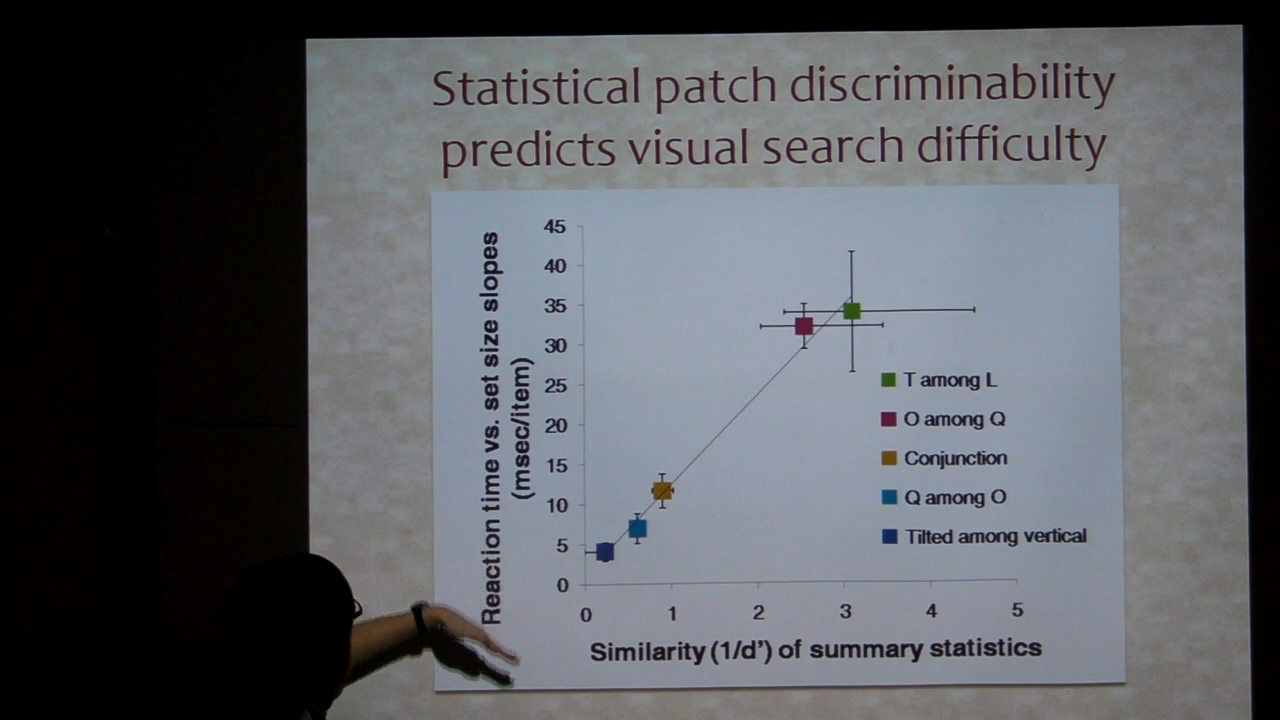 Statistical patch discriminability
predicts visual search difficulty
Reaction time vs. set size slopes
(msec/item)
45
40
35
30
25
20
15
10
5
0
0 1 2 3 4 5
Similarity (1/d') of summary statistics
T among L
O among Q
Conjunction
Q among O
Tilted among vertical